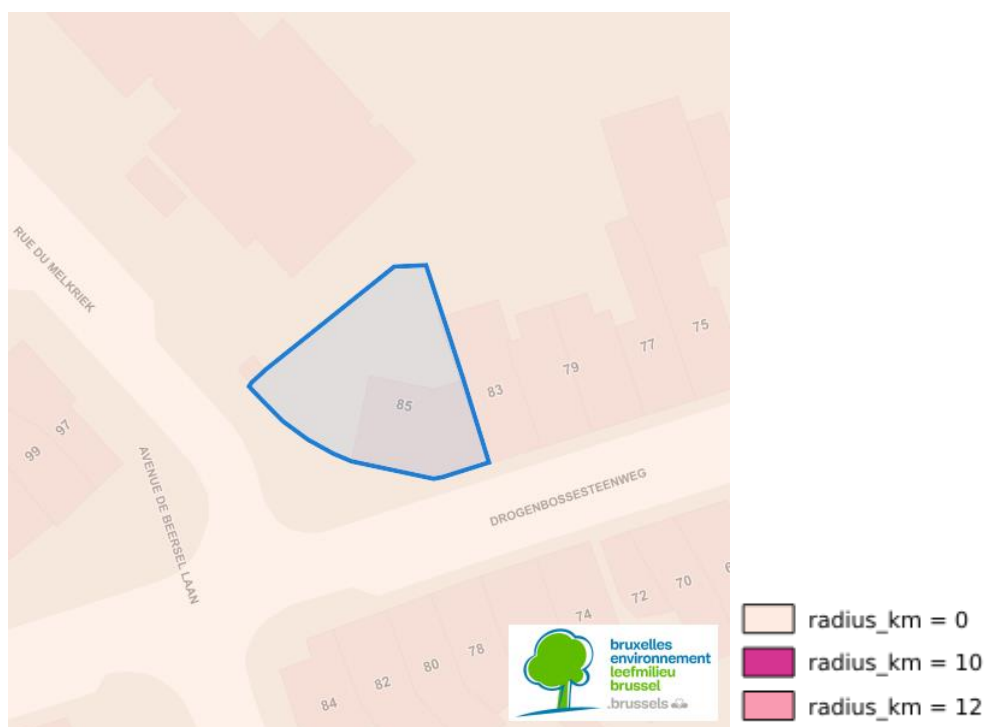 RUE DU MELKRIEK
75
77
79
83
85
97
99
AVENUE DE BEERSEL LAAN
DROGENBOSSESTEENWEG
70
72
74
78
80
82
84
bruxelles
environnement
leefmilieu
brussel
.brussels
radius_km = 0
radius_km = 10
radius_km = 12